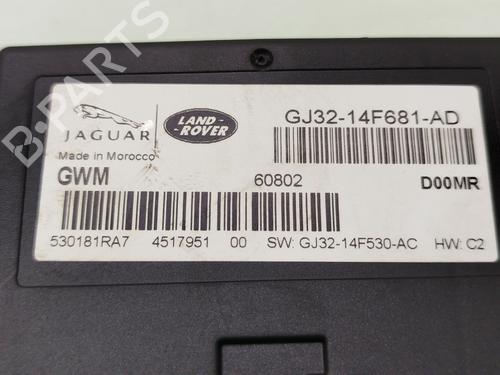 B-PARTS
JAGUAR
LAND
ROVER
GJ32-14F681-AD
Made in Morocco
GWM 60802 D00MR
530181RA7 4517951 00 SW: GJ32-14F530-AC HW: C2